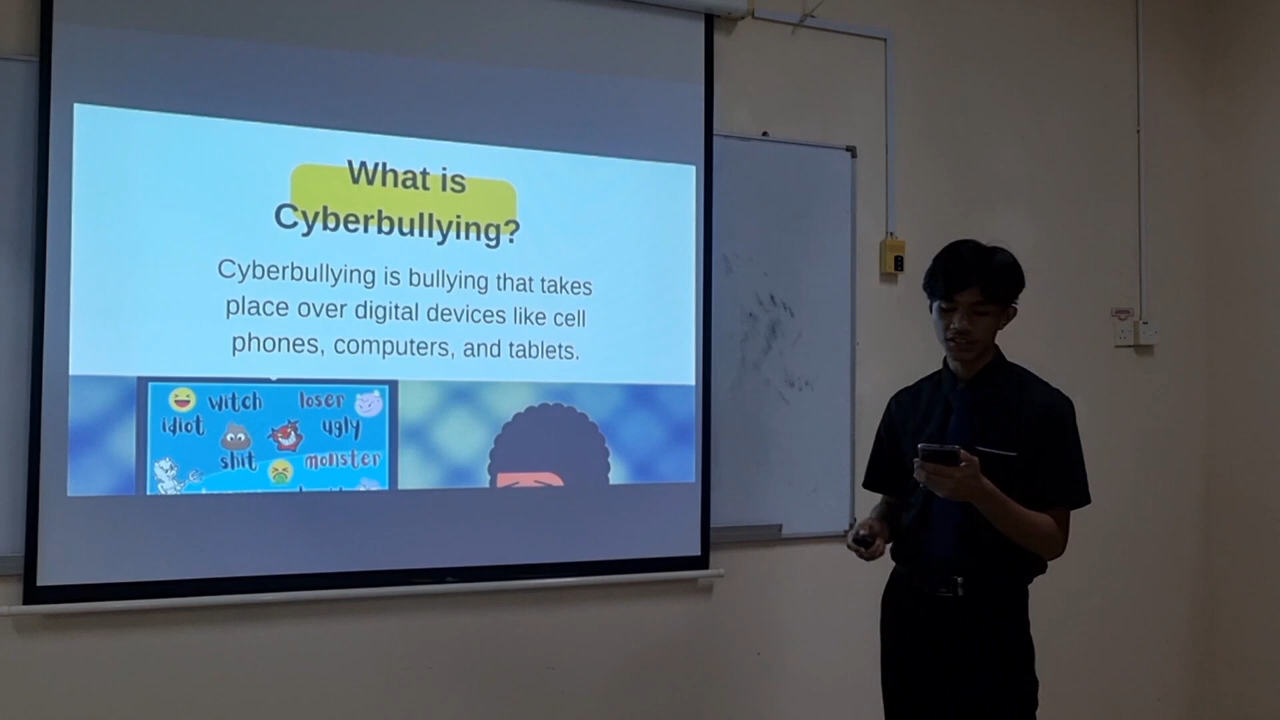 What is
Cyberbullying?
Cyberbullying is bullying that takes
place over digital devices like cell
phones, computers, and tablets.
witch loser
idiot ugly
shit monster